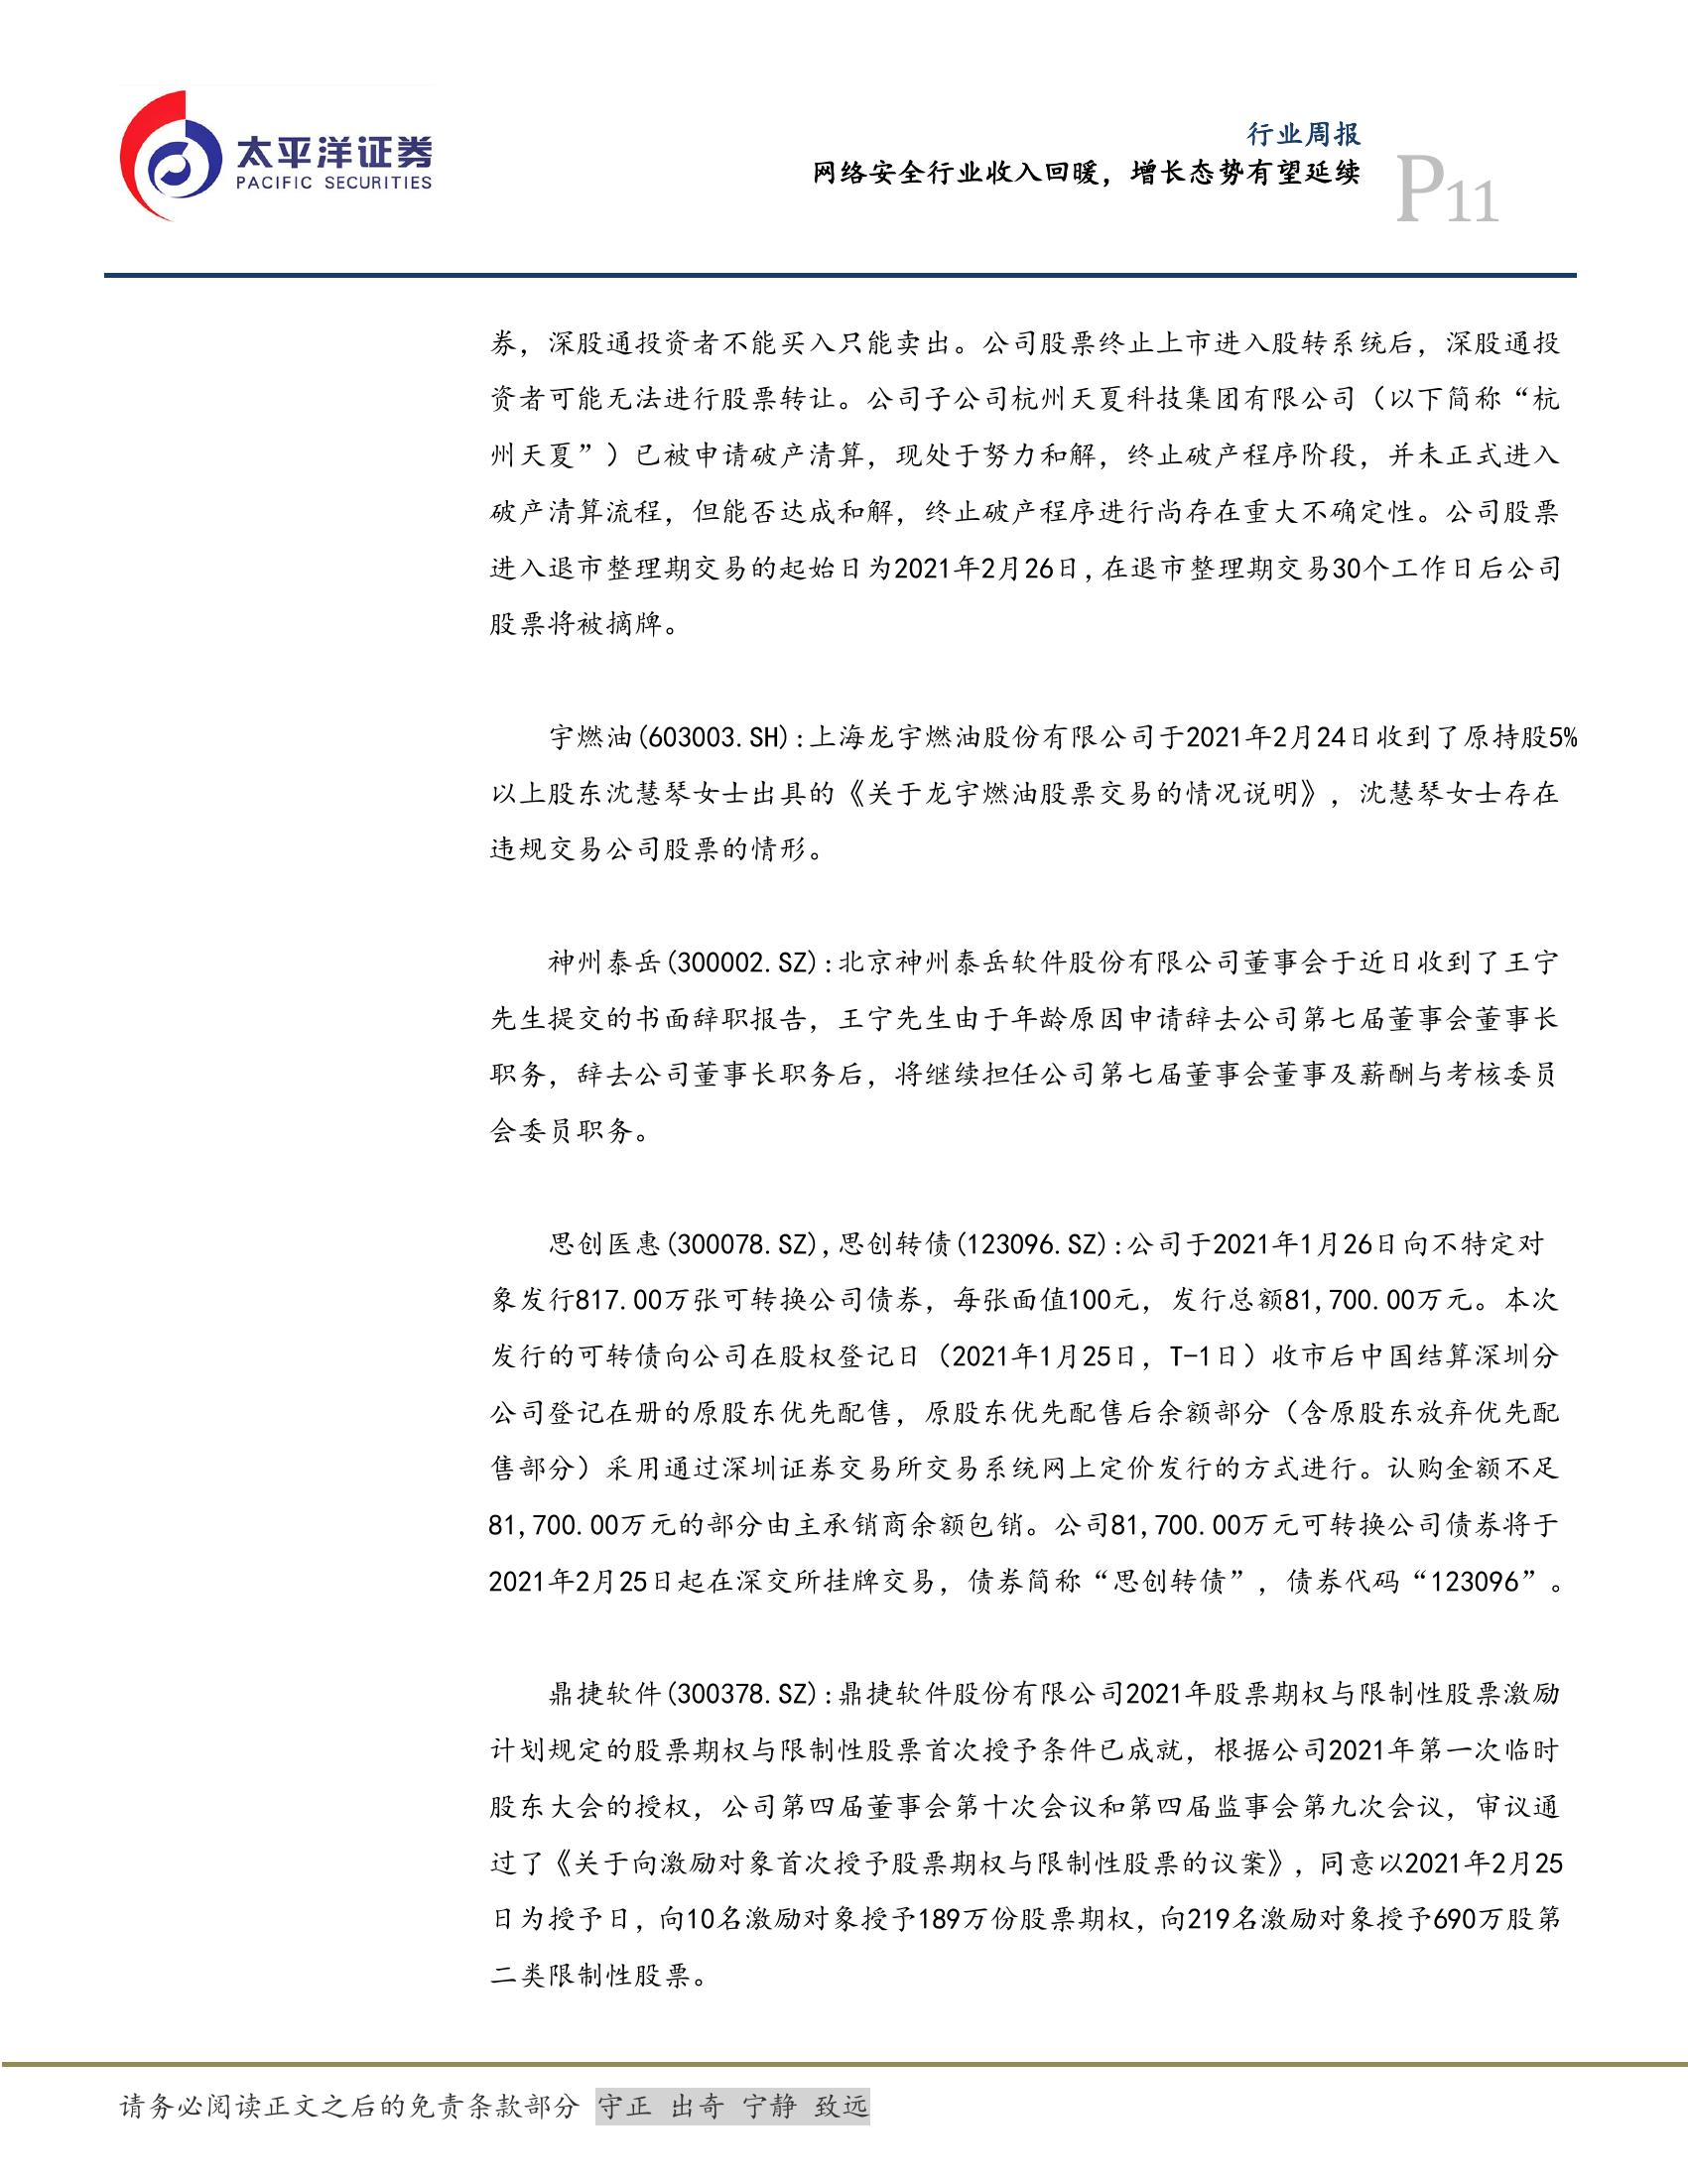 太平洋证券
PACIFIC SECURITIES
行业周报
网络安全行业收入回暖，增长态势有望延续
P11
券，深股通投资者不能买入只能卖出。公司股票终止上市进入股转系统后，深股通投
资者可能无法进行股票转让。公司子公司杭州天夏科技集团有限公司（以下简称“杭
州天夏”）已被申请破产清算，现处于努力和解，终止破产程序阶段，并未正式进入
破产清算流程，但能否达成和解，终止破产程序进行尚存在重大不确定性。公司股票
进入退市整理期交易的起始日为2021年2月26日,在退市整理期交易30个工作日后公司
股票将被摘牌。
宇燃油(603003.SH):上海龙宇燃油股份有限公司于2021年2月24日收到了原持股5%
以上股东沈慧琴女士出具的《关于龙宇燃油股票交易的情况说明》，沈慧琴女士存在
违规交易公司股票的情形。
神州泰岳(300002.SZ):北京神州泰岳软件股份有限公司董事会于近日收到了王宁
先生提交的书面辞职报告，王宁先生由于年龄原因申请辞去公司第七届董事会董事长
职务，辞去公司董事长职务后，将继续担任公司第七届董事会董事及薪酬与考核委员
会委员职务。
思创医惠(300078.SZ),思创转债(123096.SZ):公司于2021年1月26日向不特定对
象发行817.00万张可转换公司债券，每张面值100元，发行总额81,700.00万元。本次
发行的可转债向公司在股权登记日（2021年1月25日，T-1日）收市后中国结算深圳分
公司登记在册的原股东优先配售，原股东优先配售后余额部分（含原股东放弃优先配
售部分）采用通过深圳证券交易所交易系统网上定价发行的方式进行。认购金额不足
81,700.00万元的部分由主承销商余额包销。公司81,700.00万元可转换公司债券将于
2021年2月25日起在深交所挂牌交易，债券简称“思创转债”，债券代码“123096”。
鼎捷软件(300378.SZ):鼎捷软件股份有限公司2021年股票期权与限制性股票激励
计划规定的股票期权与限制性股票首次授予条件已成就，根据公司2021年第一次临时
股东大会的授权，公司第四届董事会第十次会议和第四届监事会第九次会议，审议通
过了《关于向激励对象首次授予股票期权与限制性股票的议案》，同意以2021年2月25
日为授予日，向10名激励对象授予189万份股票期权，向219名激励对象授予690万股第
二类限制性股票。
请务必阅读正文之后的免责条款部分 守正 出奇 宁静 致远